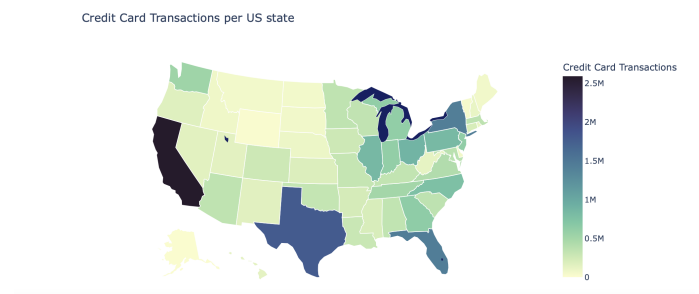 Credit Card Transactions per US state
Credit Card Transactions
2.5M
2M
1.5M
1M
0.5M
0